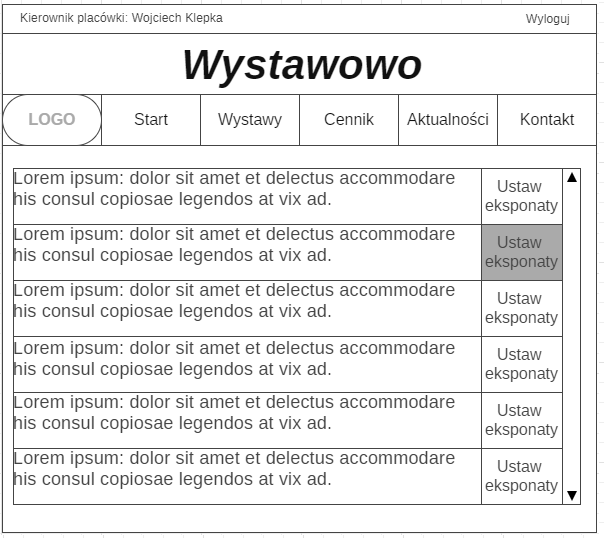 Kierownik placówki: Wojciech Klepka
Wyloguj
Wystawowo
LOGO
Start
Wystawy
Cennik
Aktualności
Kontakt
Lorem ipsum: dolor sit amet et delectus accommodare
his consul copiosae legendos at vix ad.
Ustaw
eksponaty
Lorem ipsum: dolor sit amet et delectus accommodare
his consul copiosae legendos at vix ad.
Ustaw
eksponaty
Lorem ipsum: dolor sit amet et delectus accommodare
his consul copiosae legendos at vix ad.
Ustaw
eksponaty
Lorem ipsum: dolor sit amet et delectus accommodare
his consul copiosae legendos at vix ad.
Ustaw
eksponaty
Lorem ipsum: dolor sit amet et delectus accommodare
his consul copiosae legendos at vix ad.
Ustaw
eksponaty
Lorem ipsum: dolor sit amet et delectus accommodare
his consul copiosae legendos at vix ad.
Ustaw
eksponaty